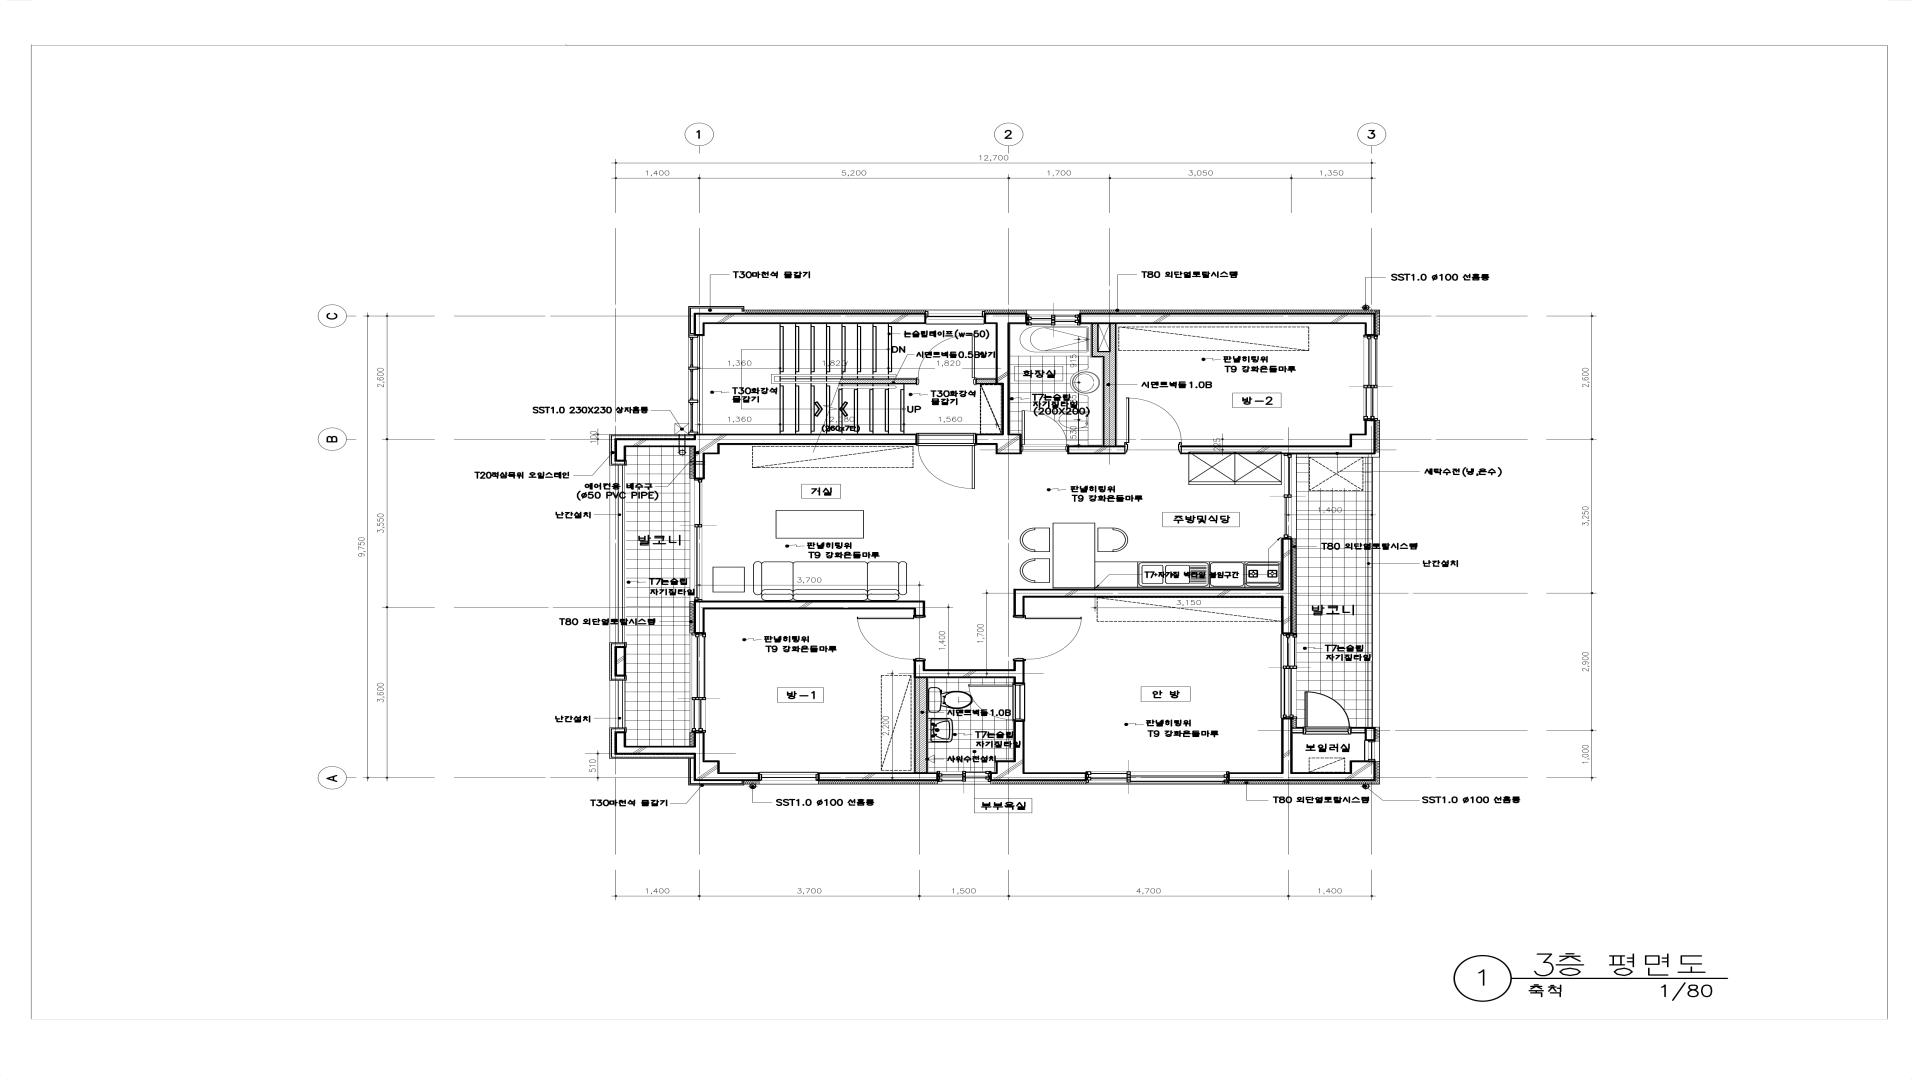 1
2
3
12,700
1,400
5,200
1,700
3,050
1,350
T30마천석 물갈기
T80 외단열토탈시스템
SST1.0 ø100 선홈통
C
논슬립테이프(w=50)
DN
시멘트벽돌0.5B쌓기
1,360
1,820
1,820
915
판넬히팅위
T9 강화온돌마루
화장실
2,600
2,600
시멘트벽돌1.0B
T30화강석
물갈기
T30화강석
물갈기
T7논슬립
자기질타일
(200X200)
방-2
SST1.0 230X230 상자홈통
UP
1,360
1,560
(260x7단)
530
B
100
T20적삼목위 오일스테인
에어컨용 배수구
(ø50 PVC PIPE)
세탁수전(냉,온수)
거실
판넬히팅위
T9 강화온돌마루
난간설치
1,400
주방및식당
3,550
3,250
9,750
발코니
판넬히팅위
T9 강화온돌마루
T80 외단열토탈시스템
난간설치
T7논슬립
자기질타일
3,700
3,150
발코니
T80 외단열토탈시스템
판넬히팅위
T9 강화온돌마루
1,400
1,700
T7논슬립
자기질타일
2,900
3,600
방-1
안 방
난간설치
시멘트벽돌1.0B
2,200
판넬히팅위
T9 강화온돌마루
T7논슬립
자기질타일
보일러실
샤워수전설치
510
1,000
A
T30마천석 물갈기
SST1.0 ø100 선홈통
부부욕실
T80 외단열토탈시스템
SST1.0 ø100 선홈통
1,400
3,700
1,500
4,700
1,400
1
3층 평면도
축척 1/80